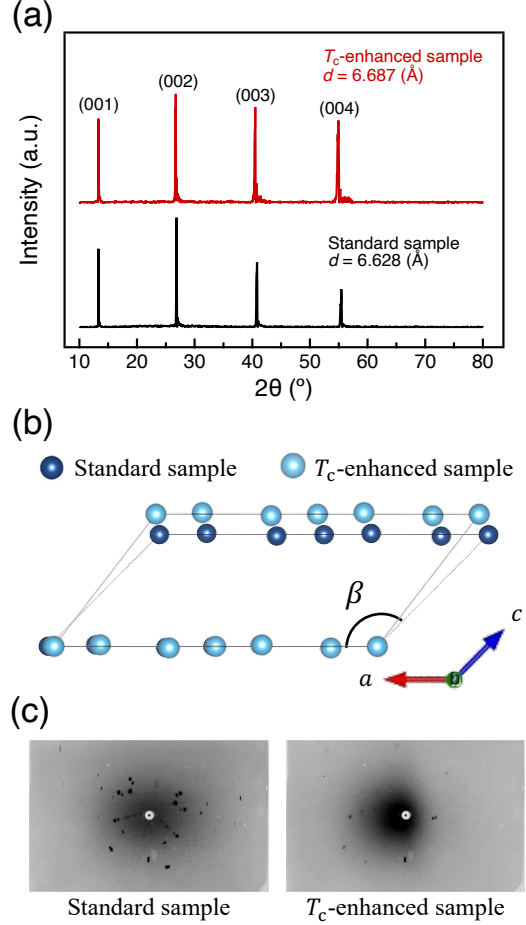 (a)
Tc-enhanced sample
d = 6.687 (Å)
(001)
(002)
(003)
(004)
Standard sample
d = 6.628 (Å)
Intensity (a.u.)
10 20 30 40 50 60 70 80
2θ (º)
(b)
Standard sample
Tc-enhanced sample
β
c
a
b
(c)
Standard sample
Tc-enhanced sample